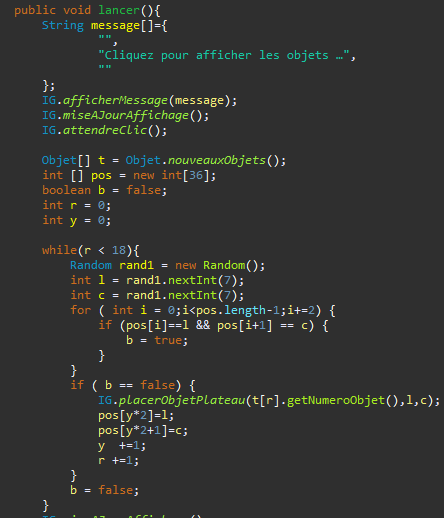 public void lancer(){
String message[]={
"",
"Cliquez pour afficher les objets …",
""
};
IG.afficherMessage(message);
IG.miseAJourAffichage();
IG.attendreClic();
Objet[] t = Objet.nouveauxObjets();
int [] pos = new int[36];
boolean b = false;
int r = 0;
int y = 0;
while(r < 18){
Random rand1 = new Random();
int l = rand1.nextInt(7);
int c = rand1.nextInt(7);
for ( int i = 0;i<pos.length-1;i+=2) {
if (pos[i]==l && pos[i+1] == c) {
b = true;
}
}
if ( b == false) {
IG.placerObjetPlateau(t[r].getNumeroObjet(),l,c);
pos[y*2]=l;
pos[y*2+1]=c;
y  +=1;
r +=1;
}
b = false;
}